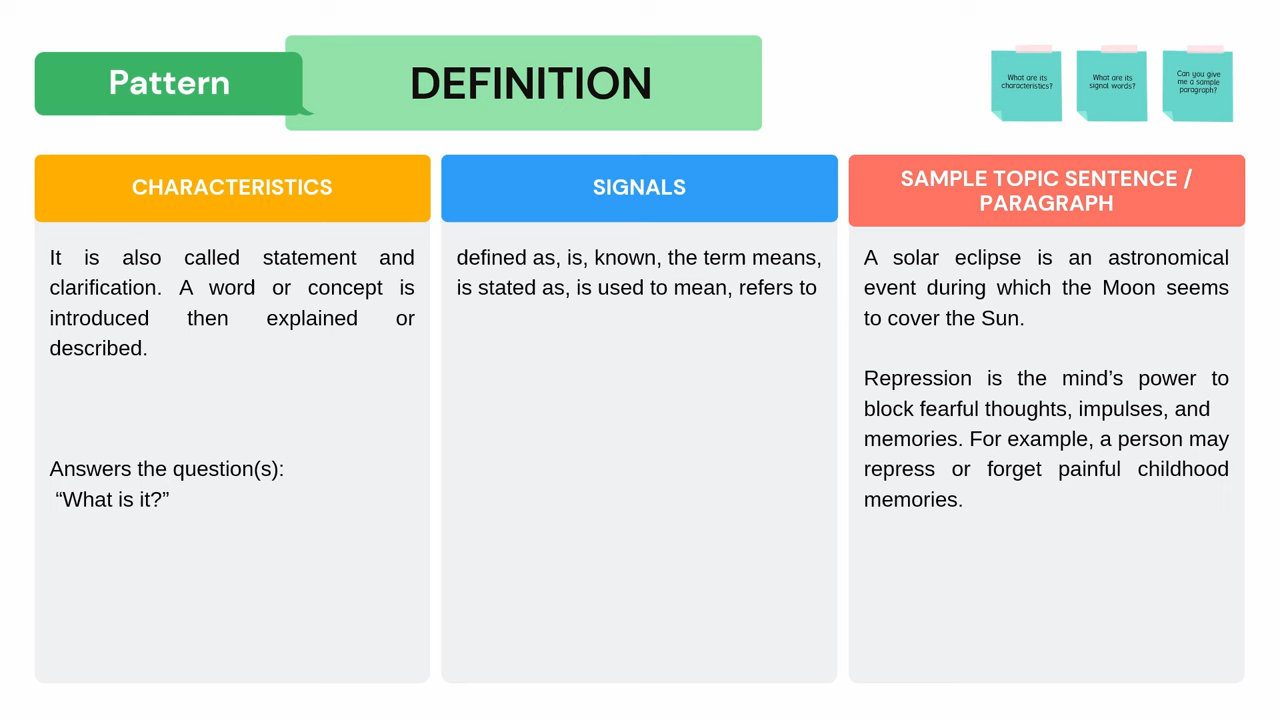 Pattern
DEFINITION
What are its
characteristics?
What are its
signal words?
Can you give
me a sample
paragraph?
CHARACTERISTICS
It is also called statement and
clarification. A word or concept is
introduced then explained or
described.
Answers the question(s):
“What is it?”
SIGNALS
defined as, is, known, the term means,
is stated as, is used to mean, refers to
SAMPLE TOPIC SENTENCE /
PARAGRAPH
A solar eclipse is an astronomical
event during which the Moon seems
to cover the Sun.
Repression is the mind’s power to
block fearful thoughts, impulses, and
memories. For example, a person may
repress or forget painful childhood
memories.